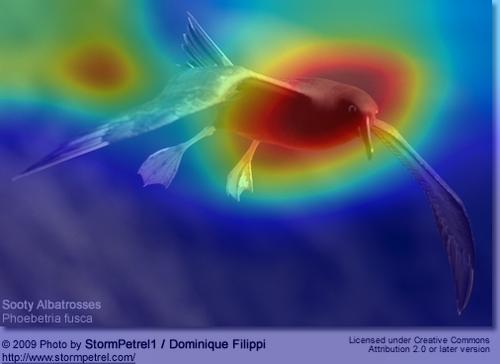 Sooty Albatrosses
Phoebetria fusca
© 2009 Photo by StormPetrel1 / Dominique Filippi
http://www.stormpetrel.com/
Licensed under Creative Commons
Attribution 2.0 or later version